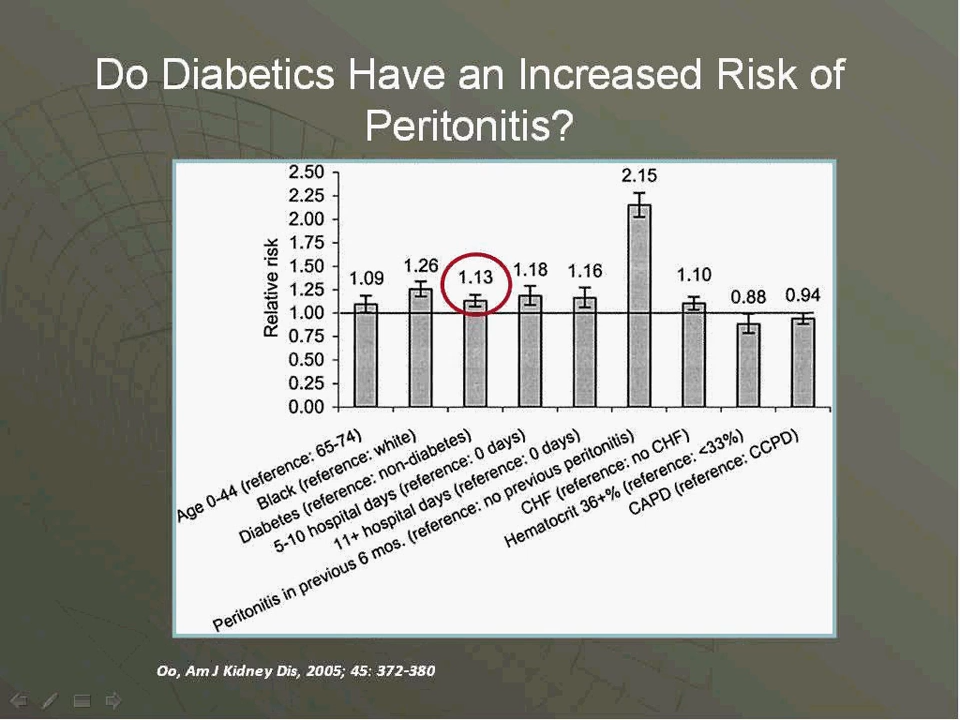 Do Diabetics Have an Increased Risk of
Peritonitis?
Relative risk
2.50
2.25
2.00
1.75
1.50
1.25
1.00
0.75
0.50
0.25
0.00
1.09
1.26
1.13
1.18
1.16
2.15
1.10
0.88
0.94
Age 0-44 (reference: 65-74)
Black (reference: white)
Diabetes (reference: non-diabetes)
5-10 hospital days (reference: 0 days)
11+ hospital days (reference: 0 days)
Peritonitis in previous 6 mos. (reference: no previous peritonitis)
CHF (reference: no CHF)
Hematocrit 36+% (reference: <33%)
CAPD (reference: CCPD)
Oo, Am J Kidney Dis, 2005; 45: 372-380